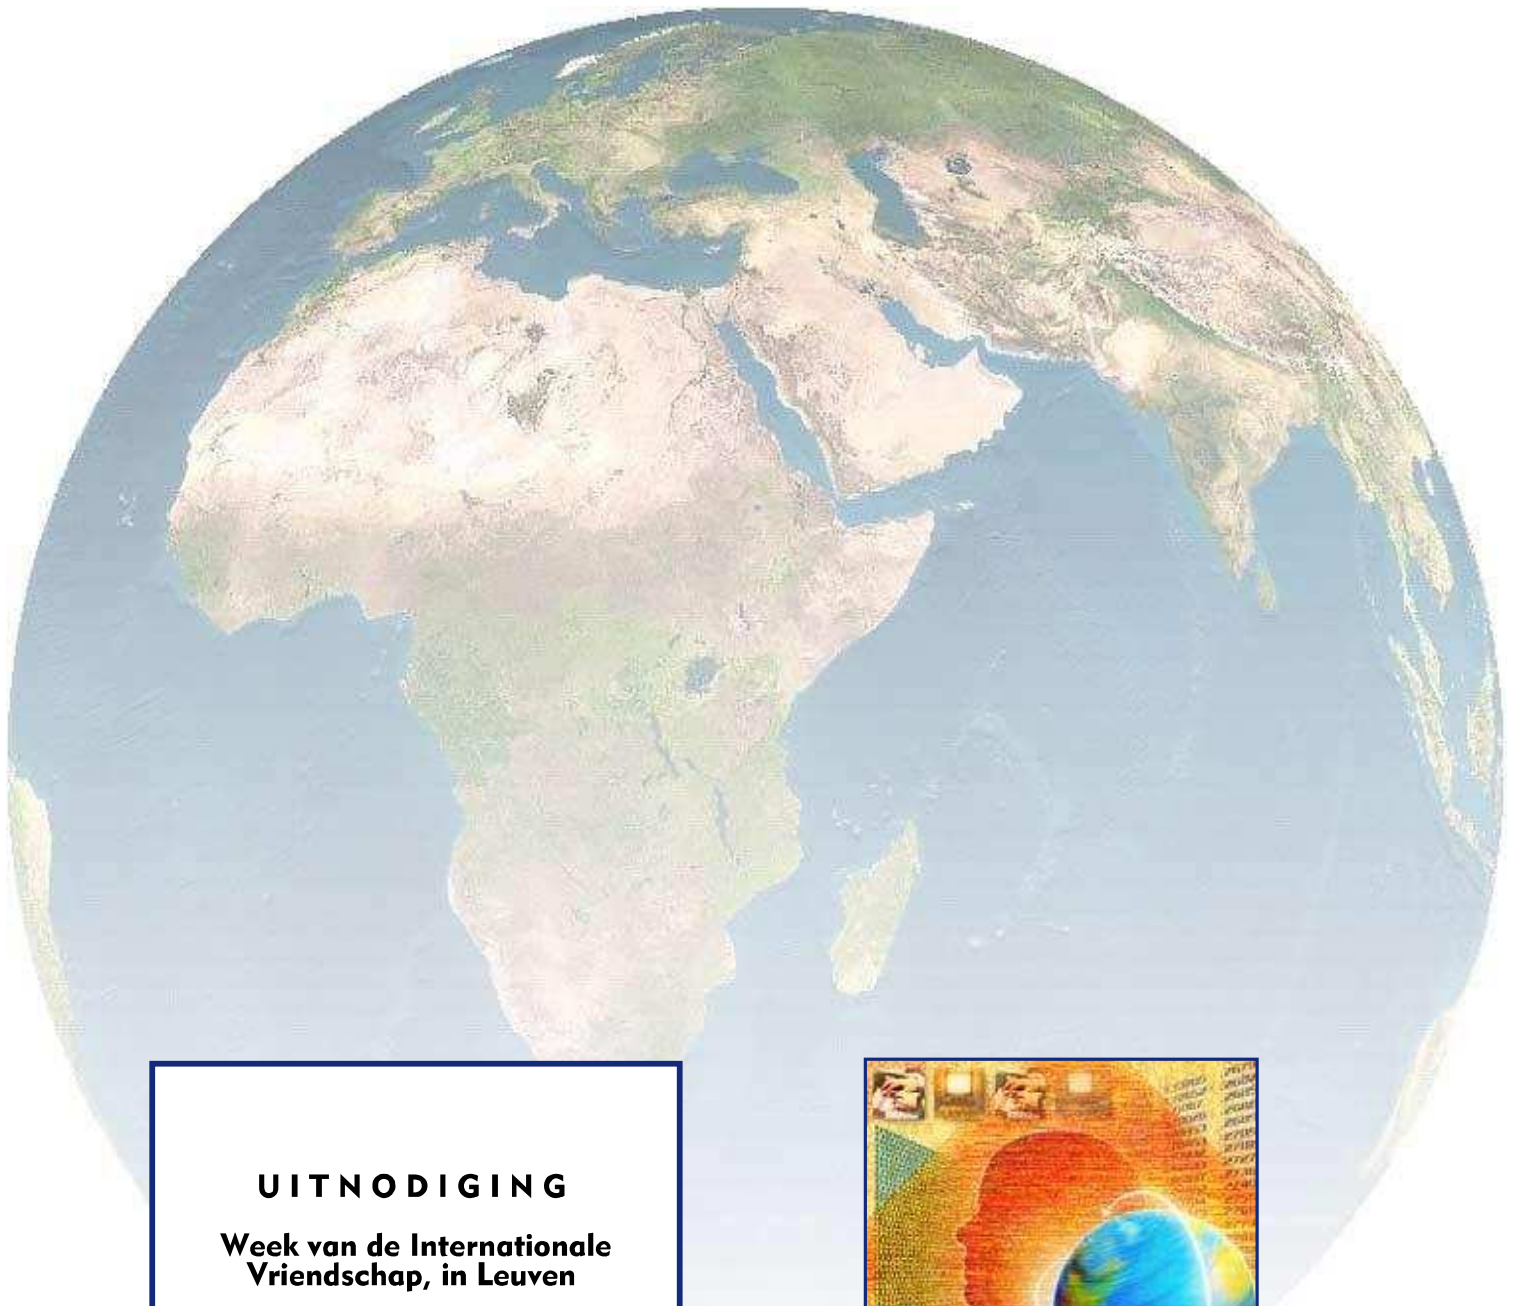 UITNODIGING
Week van de Internationale
Vriendschap, in Leuven